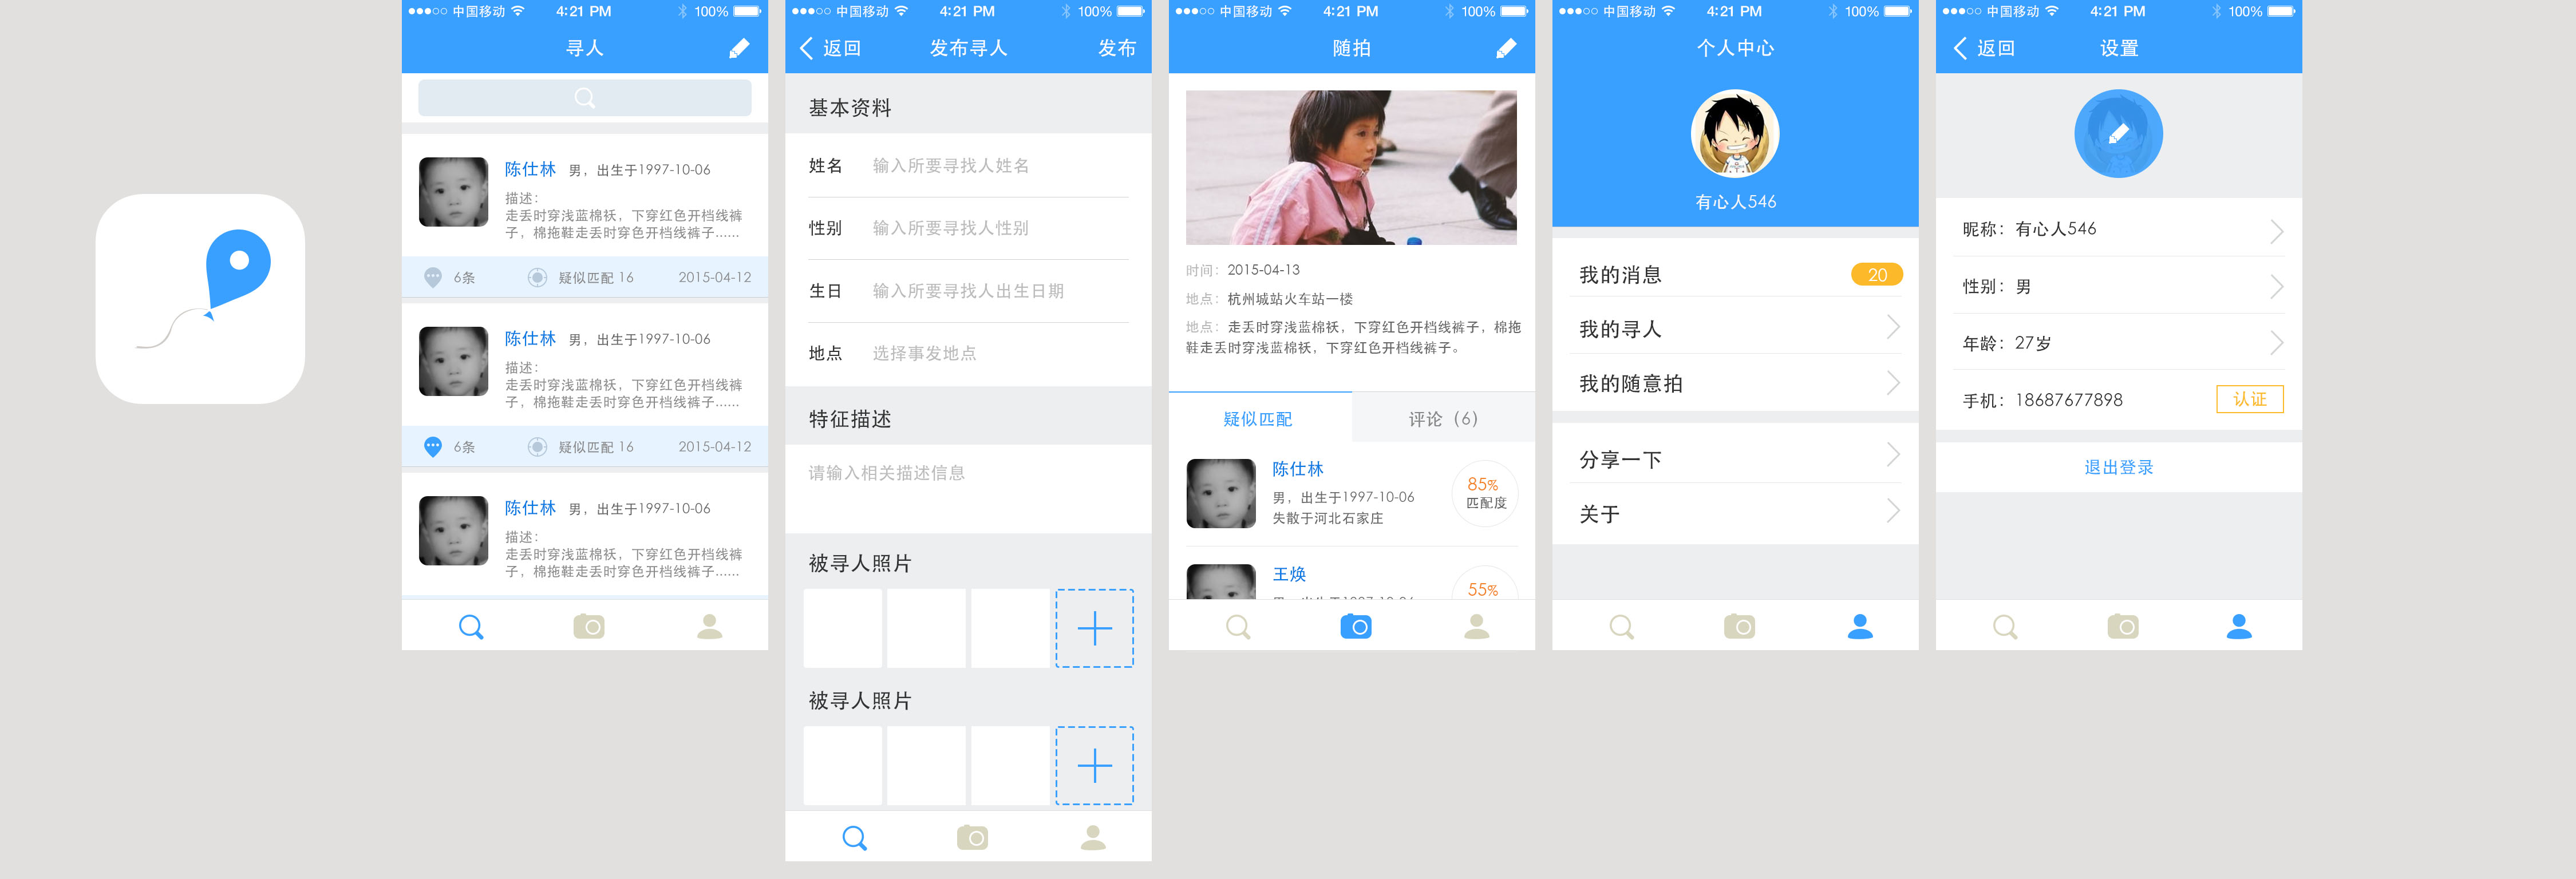 中国移动 4:21 PM 100%
寻人
陈仕林 男，出生于1997-10-06
描述：
走丢时穿浅蓝棉袄，下穿红色开档线裤
子，棉拖鞋走丢时穿色开档线裤子......
6条 疑似匹配 16 2015-04-12
陈仕林 男，出生于1997-10-06
描述：
走丢时穿浅蓝棉袄，下穿红色开档线裤
子，棉拖鞋走丢时穿色开档线裤子......
6条 疑似匹配 16 2015-04-12
陈仕林 男，出生于1997-10-06
描述：
走丢时穿浅蓝棉袄，下穿红色开档线裤
子，棉拖鞋走丢时穿色开档线裤子......
中国移动 4:21 PM 100%
返回 发布寻人 发布
基本资料
姓名 输入所要寻找人姓名
性别 输入所要寻找人性别
生日 输入所要寻找人出生日期
地点 选择事发地点
特征描述
请输入相关描述信息
被寻人照片
被寻人照片
中国移动 4:21 PM 100%
随拍
时间：2015-04-13
地点：杭州城站火车站一楼
地点：走丢时穿浅蓝棉袄，下穿红色开档线裤子，棉拖
鞋走丢时穿浅蓝棉袄，下穿红色开档线裤子。
疑似匹配 评论（6）
陈仕林
男，出生于1997-10-06
失散于河北石家庄
85%
匹配度
王焕
55%
中国移动 4:21 PM 100%
个人中心
有心人546
我的消息 20
我的寻人
我的随意拍
分享一下
关于
中国移动 4:21 PM 100%
返回 设置
昵称：有心人546
性别：男
年龄：27岁
手机：18687677898 认证
退出登录